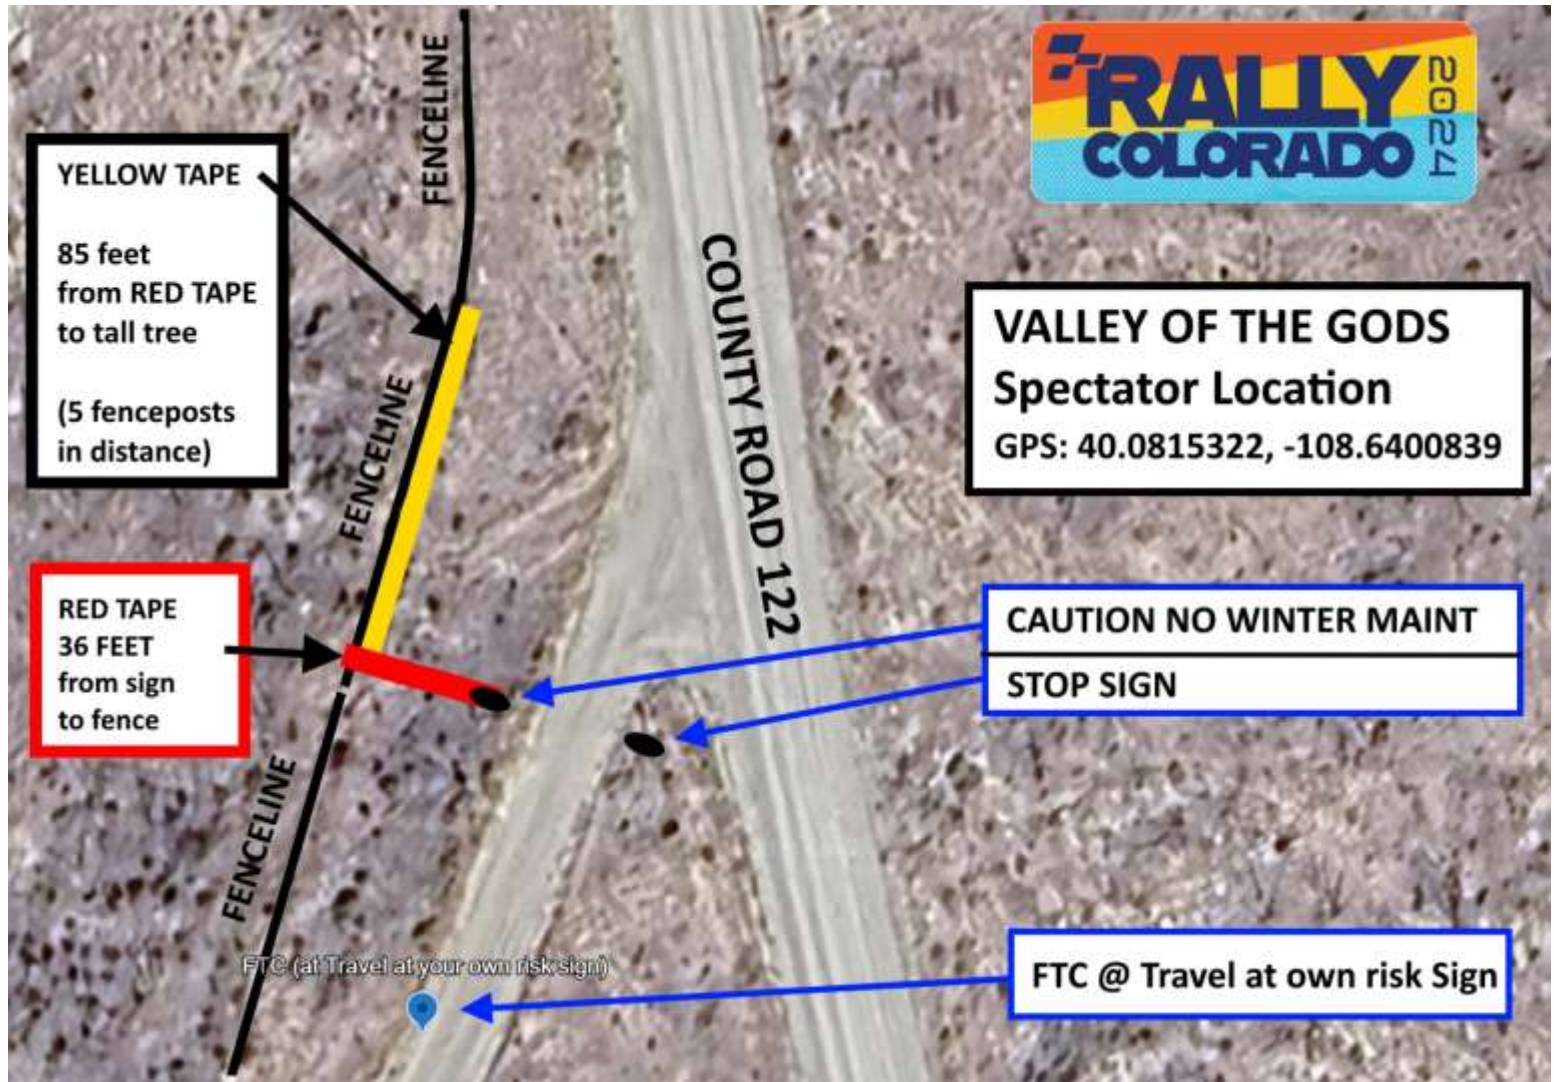 FENCELINE
RALLY
COLORADO
2024
YELLOW TAPE
85 feet
from RED TAPE
to tall tree
(5 fenceposts
in distance)
COUNTY ROAD 122
VALLEY OF THE GODS
Spectator Location
GPS: 40.0815322, -108.6400839
FENCELINE
RED TAPE
36 FEET
from sign
to fence
CAUTION NO WINTER MAINT
STOP SIGN
FENCELINE
FTC (at Travel at your own risk sign)
FTC @ Travel at own risk Sign